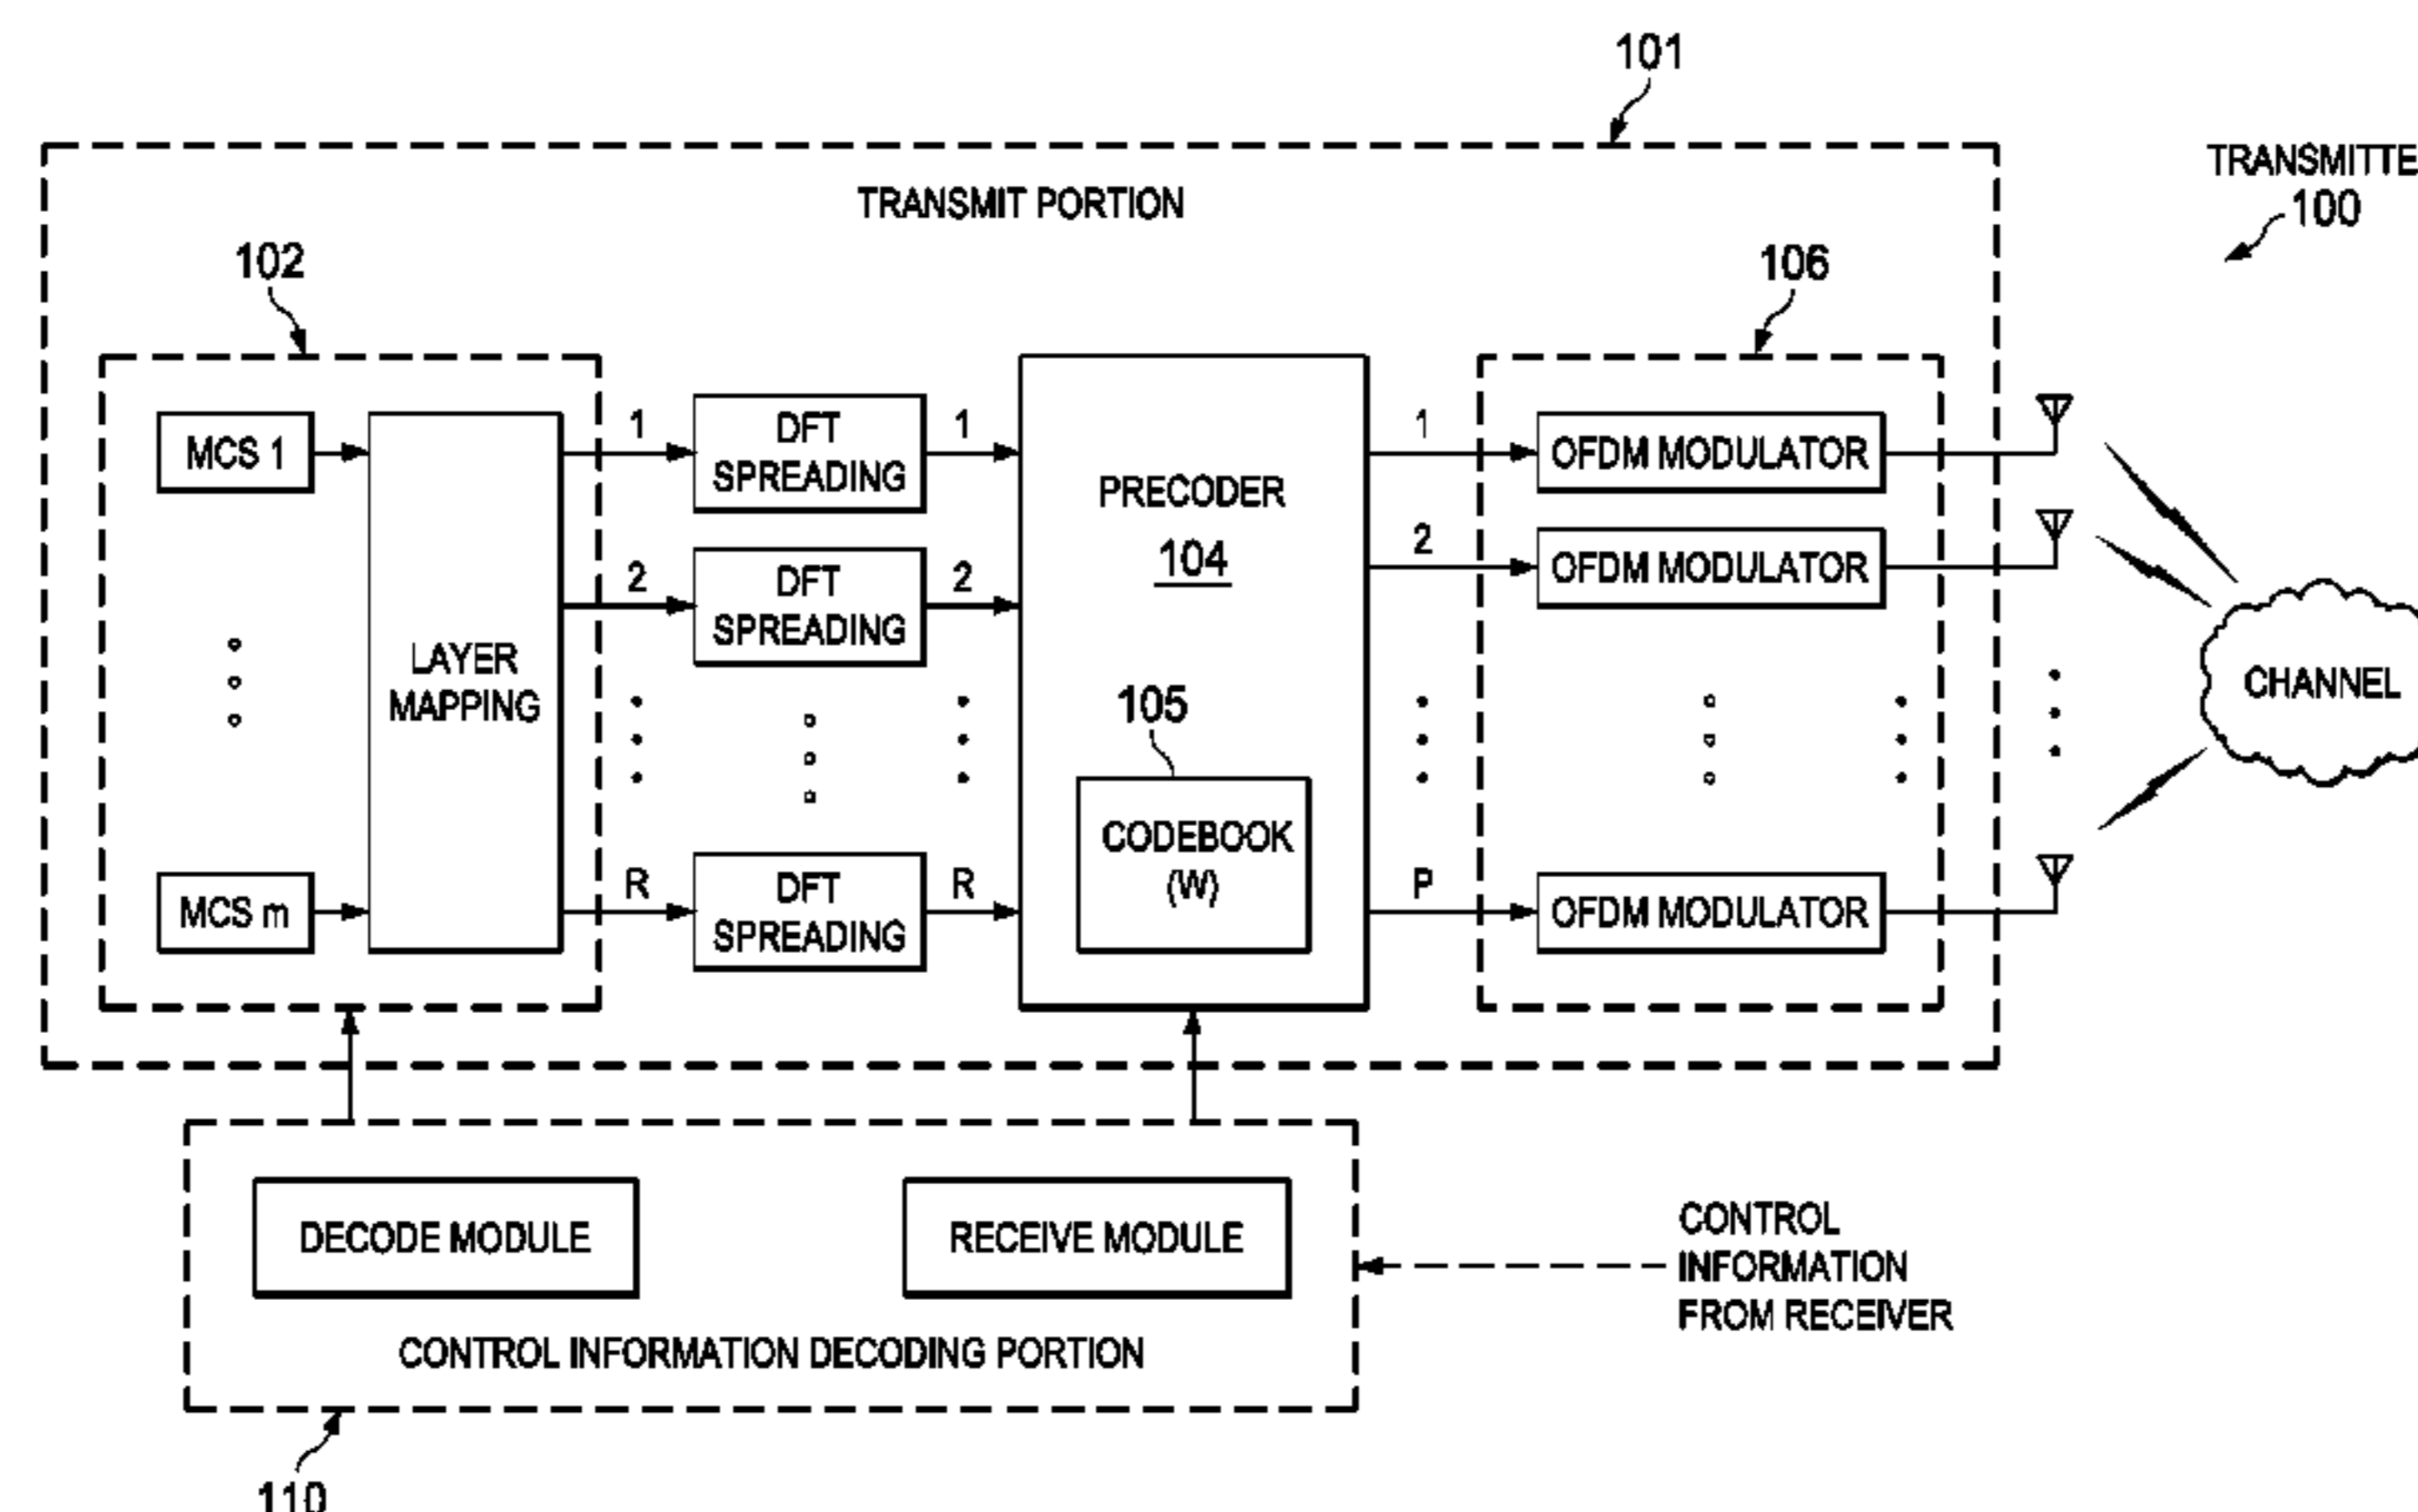 101
TRANSMITTE
100
TRANSMIT PORTION
102
106
MCS 1
1
DFT
SPREADING
1
PRECODER
104
1
OFDM MODULATOR
2
DFT
SPREADING
2
2
OFDM MODULATOR
LAYER
MAPPING
105
CODEBOOK
(W)
CHANNEL
MCS m
R
DFT
SPREADING
R
P
OFDM MODULATOR
DECODE MODULE
RECEIVE MODULE
CONTROL INFORMATION DECODING PORTION
CONTROL
INFORMATION
FROM RECEIVER
110